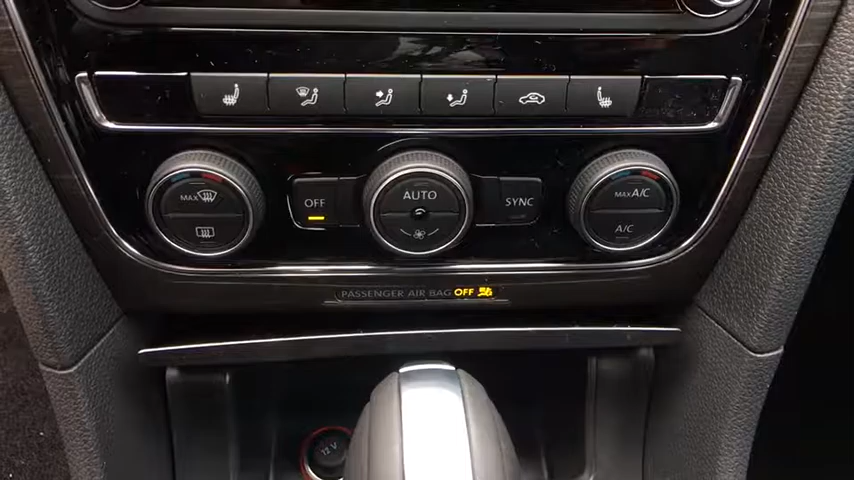 MAX
OFF
AUTO
SYNC
MAX A/C
A/C
PASSENGER AIR BAG OFF
12 V